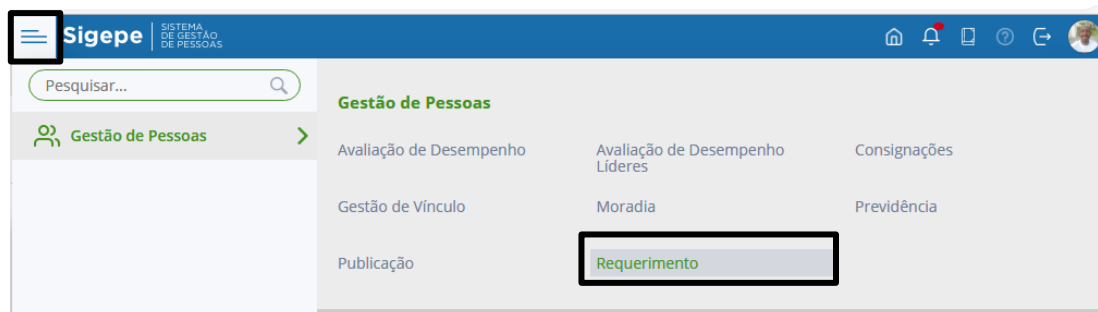 Sigepe
SISTEMA
DE GESTÃO
DE PESSOAS
Pesquisar...
Gestão de Pessoas
Gestão de Pessoas
Avaliação de Desempenho
Avaliação de Desempenho
Líderes
Consignações
Gestão de Vínculo
Moradia
Previdência
Publicação
Requerimento